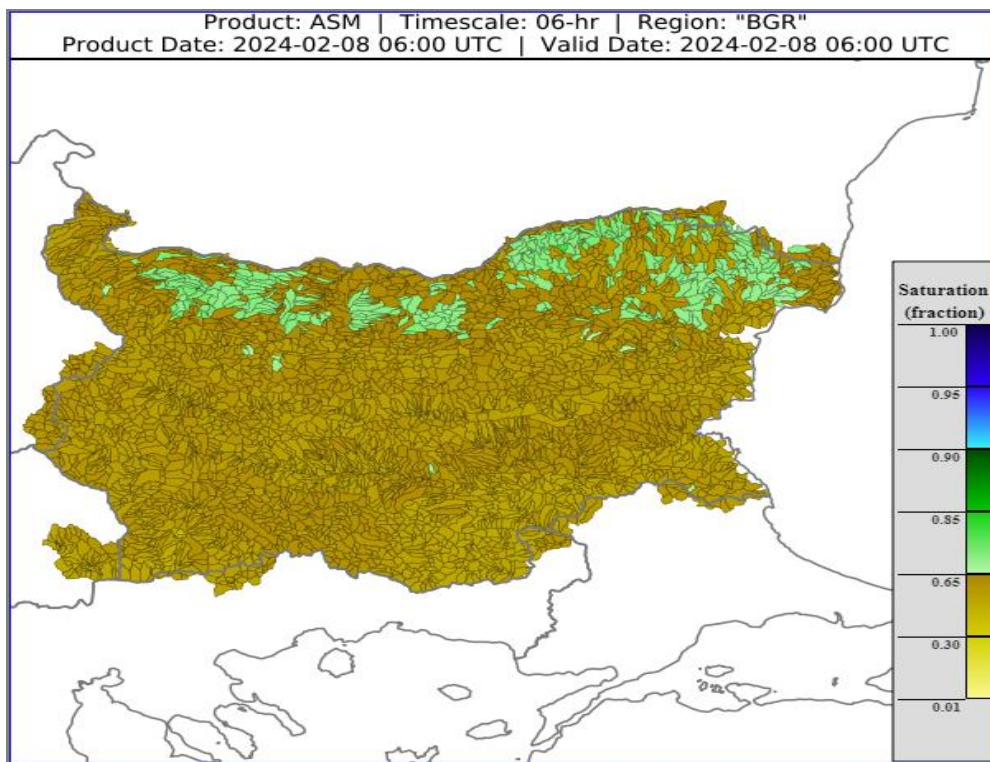 Product: ASM | Timescale: 06-hr | Region: "BGR"
Product Date: 2024-02-08 06:00 UTC | Valid Date: 2024-02-08 06:00 UTC
Saturation
(fraction)
1.00
0.95
0.90
0.85
0.65
0.30
0.01